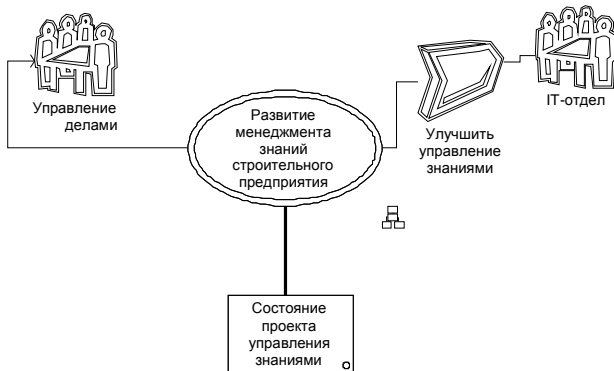 Управление
делами
Развитие
менеджмента
знаний
строительного
предприятия
Улучшить
управление
знаниями
IT-отдел
Состояние
проекта
управления
знаниями